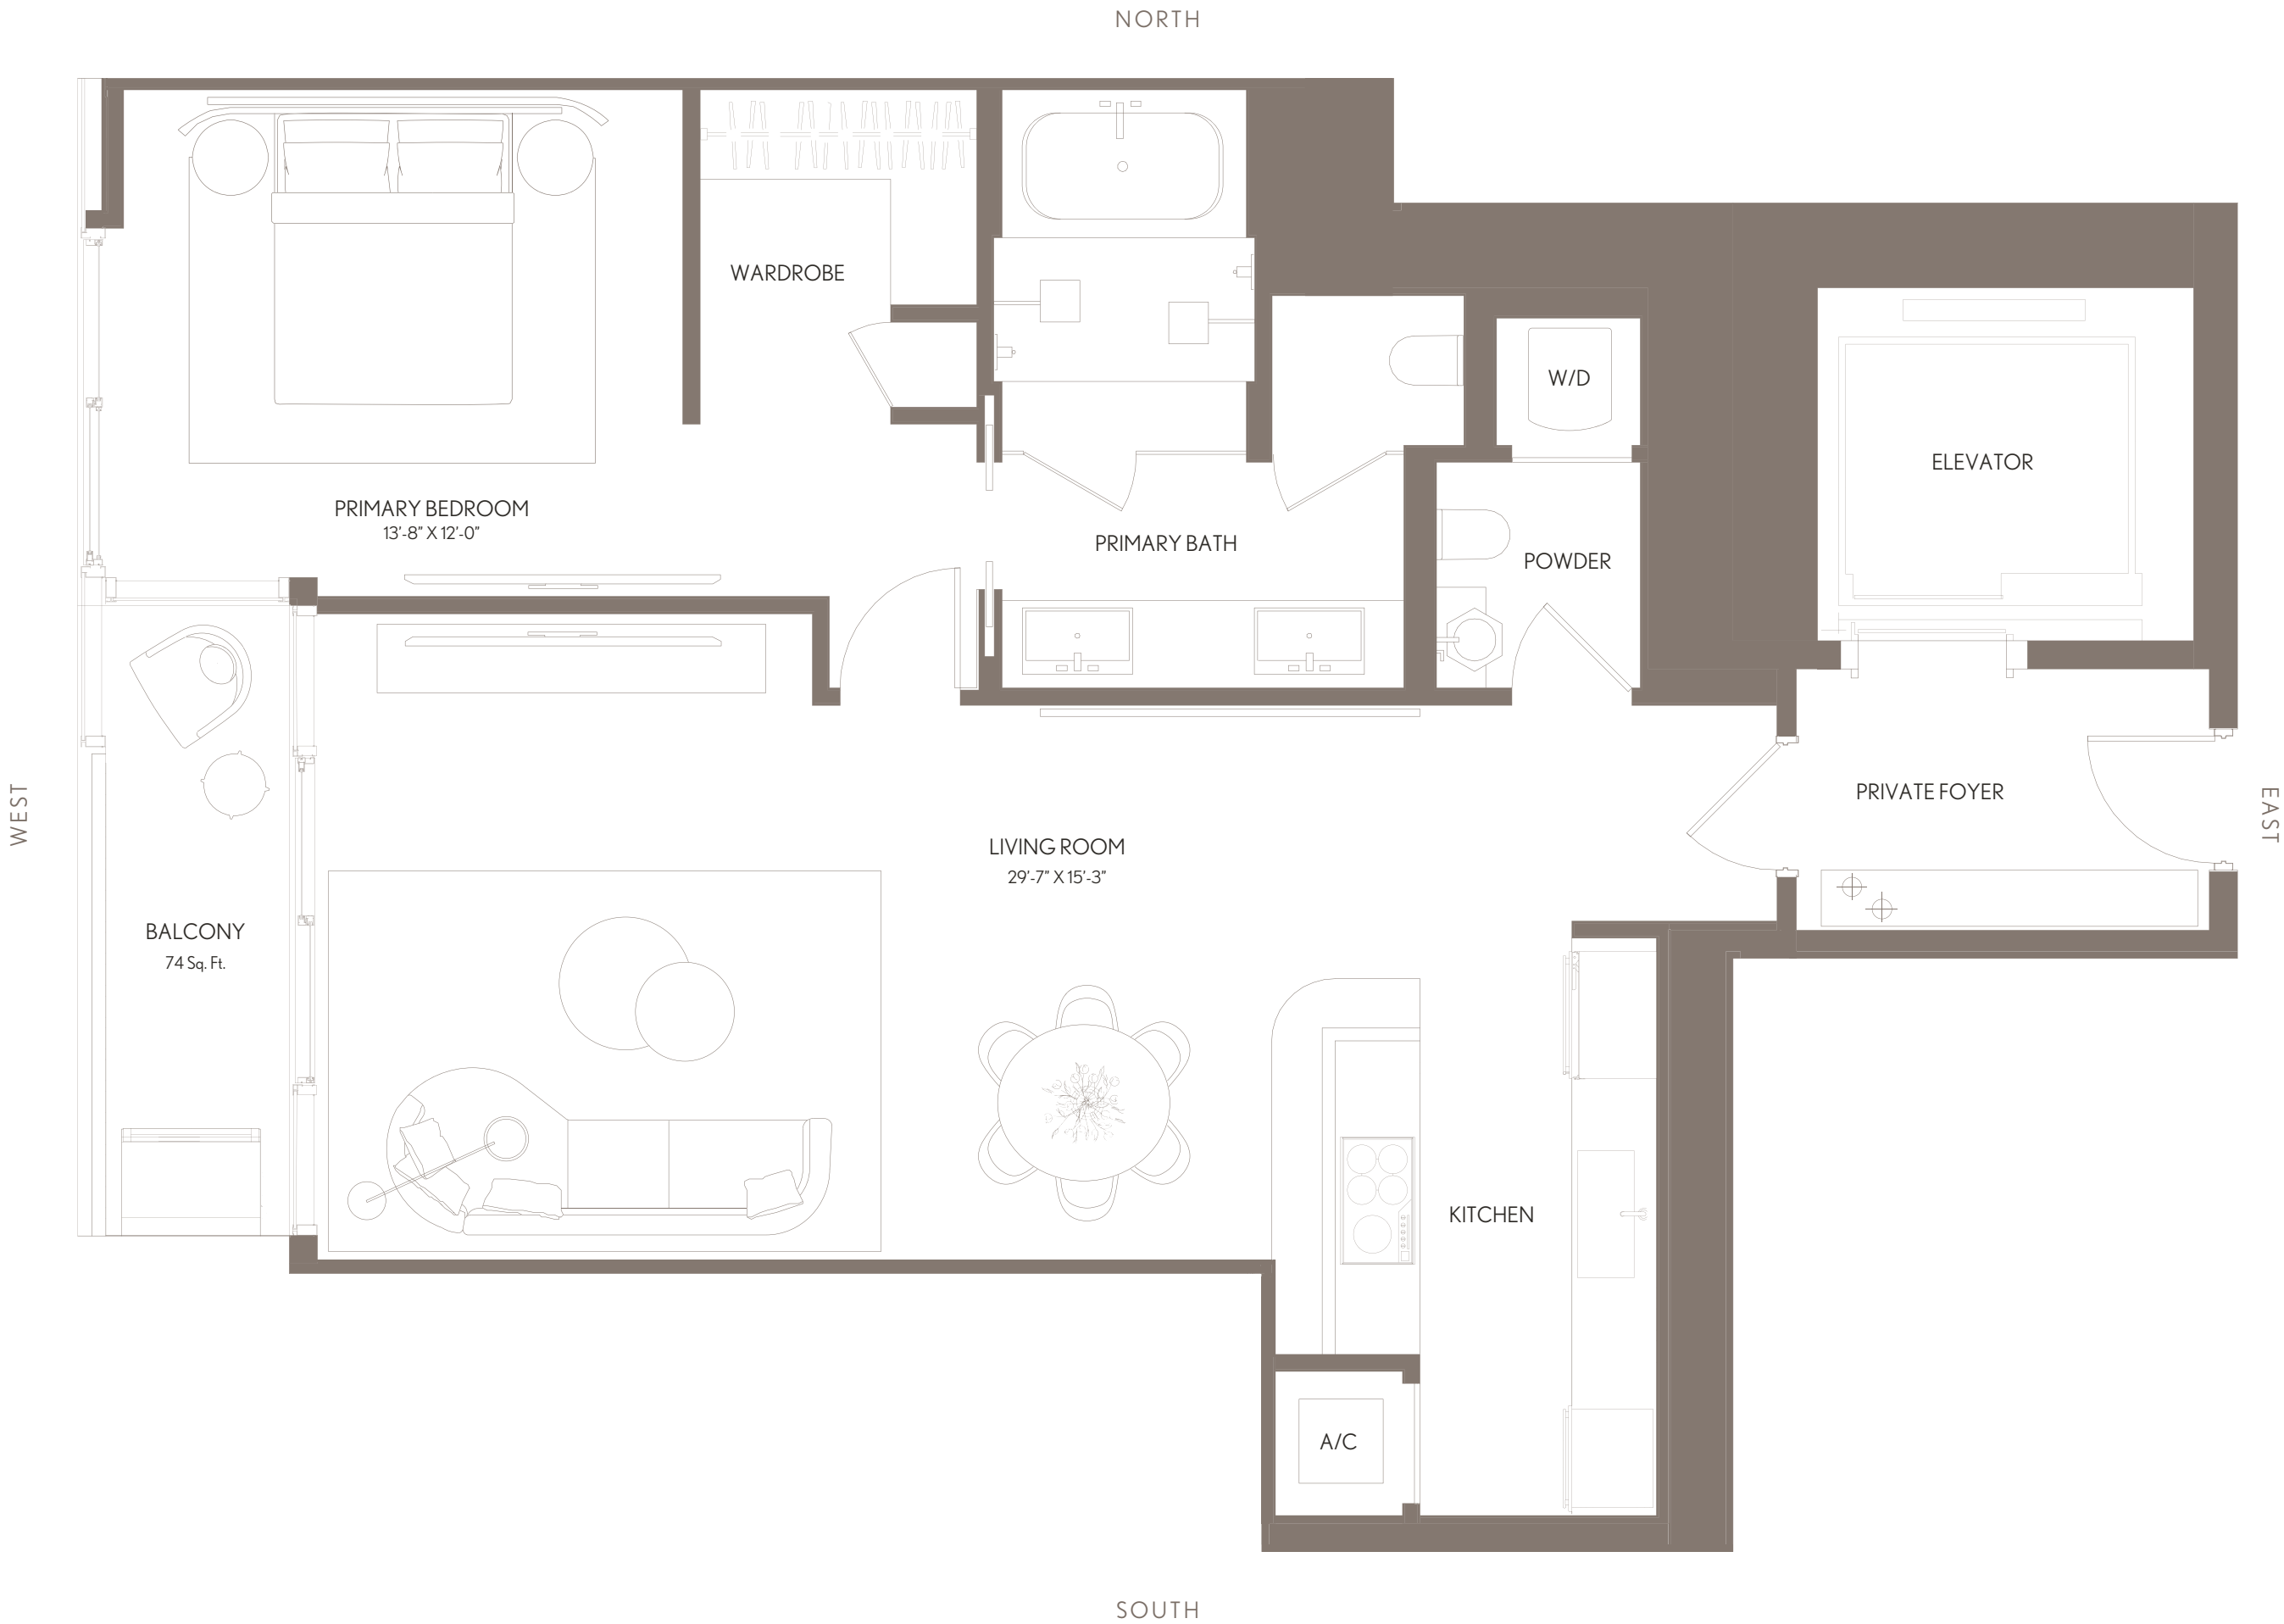 NORTH
WARDROBE
W/D
ELEVATOR
PRIMARY BEDROOM
13'-8" X 12'-0"
PRIMARY BATH
POWDER
WEST
PRIVATE FOYER
EAST
LIVING ROOM
29'-7" X 15'-3"
BALCONY
74 Sq. Ft.
KITCHEN
A/C
SOUTH